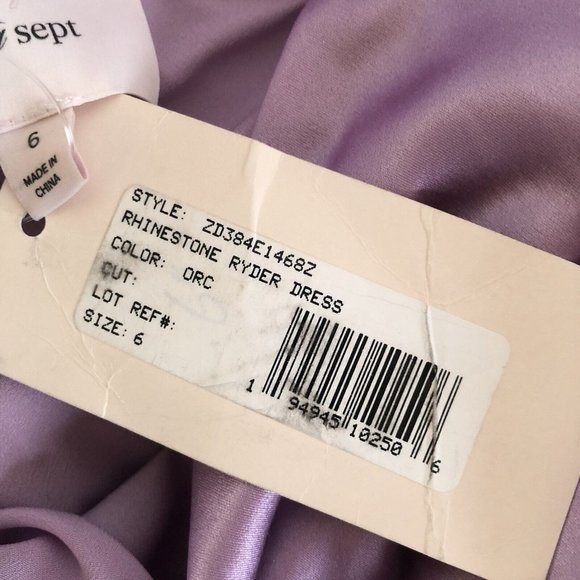 sept
6
MADE IN
CHINA
STYLE: ZD384E1468Z
RHINESTONE RYDER DRESS
COLOR: ORC
CUT:
LOT REF#:
SIZE: 6
1 94945 10250 6